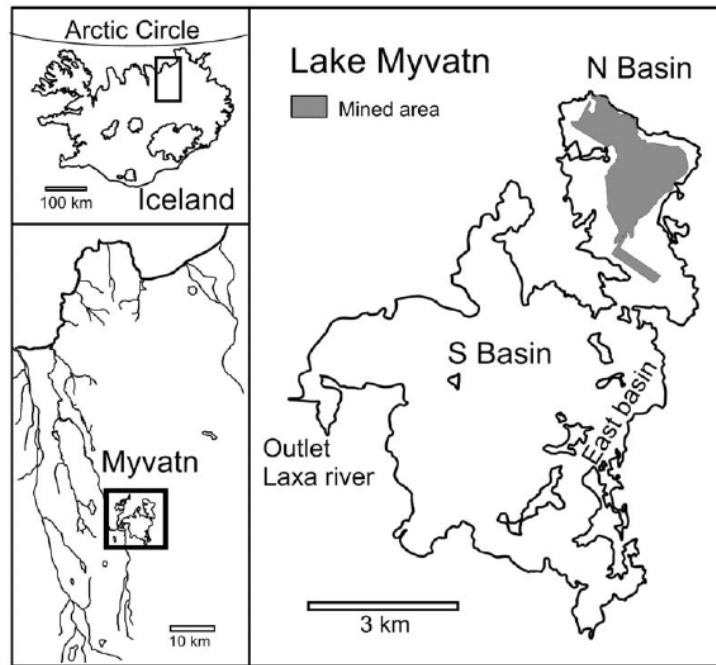 Arctic Circle
100 km
Iceland
Myvatn
10 km
Lake Myvatn
N Basin
Mined area
S Basin
East basin
Outlet
Laxa river
3 km